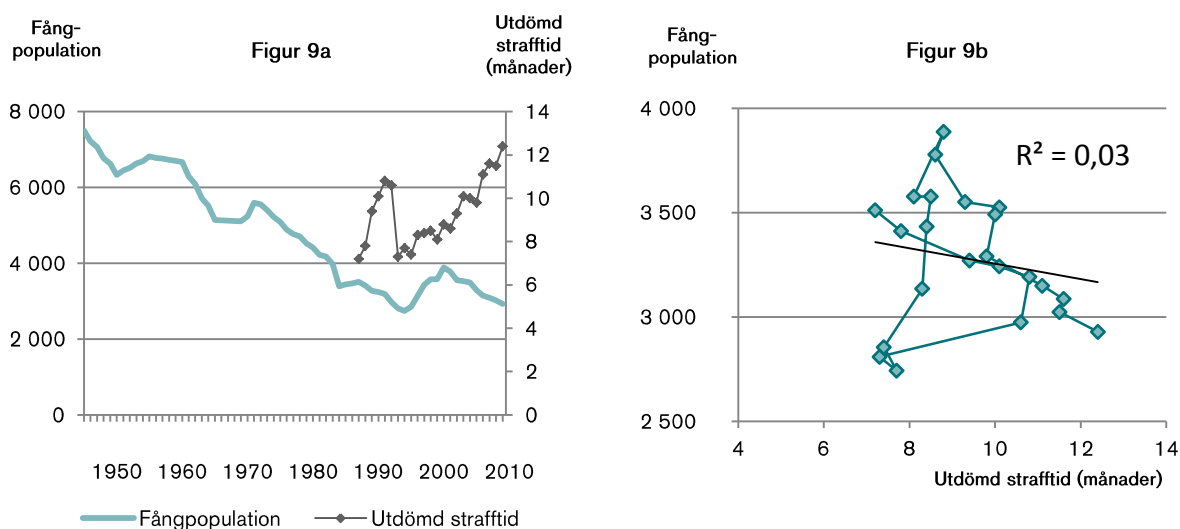 Fång-
population
Figur 9a
Utdömd
strafftid
(månader)
8 000
6 000
4 000
2 000
0
14
12
10
8
6
4
2
0
1950 1960 1970 1980 1990 2000 2010
Fångpopulation
Utdömd strafftid
Fång-
population
Figur 9b
4 000
3 500
3 000
2 500
R² = 0,03
4 6 8 10 12 14
Utdömd strafftid (månader)